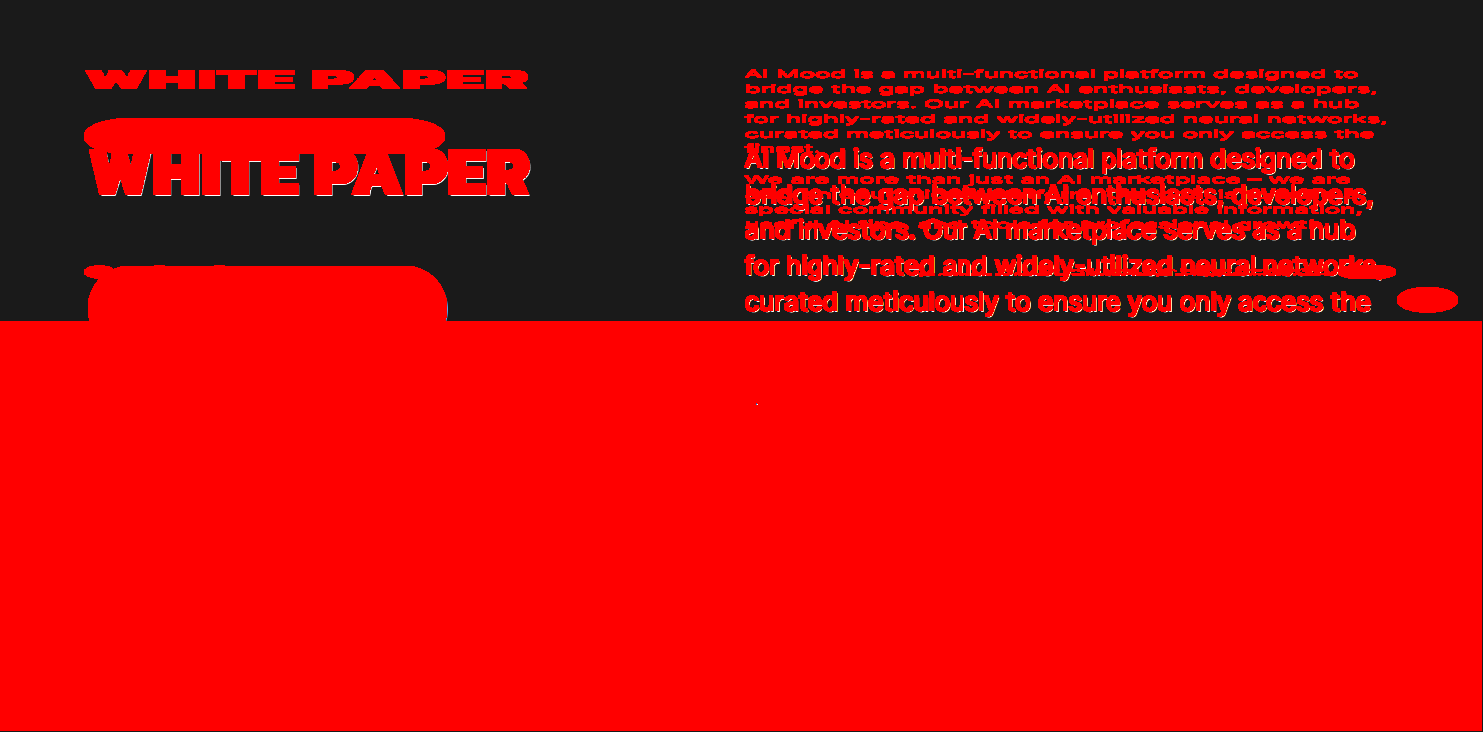 WHITE PAPER
WHITE PAPER
AI Mood is a multi-functional platform designed to
bridge the gap between AI enthusiasts, developers,
and investors. Our AI marketplace serves as a hub
for highly-rated and widely-utilized neural networks,
curated meticulously to ensure you only access the
finest.
AI Mood is a multi-functional platform designed to
We are more than just an AI marketplace – we are
bridge the gap between AI enthusiasts, developers,
special community filled with valuable information,
and investors. Our AI marketplace serves as a hub
for highly-rated and widely-utilized neural networks,
curated meticulously to ensure you only access the